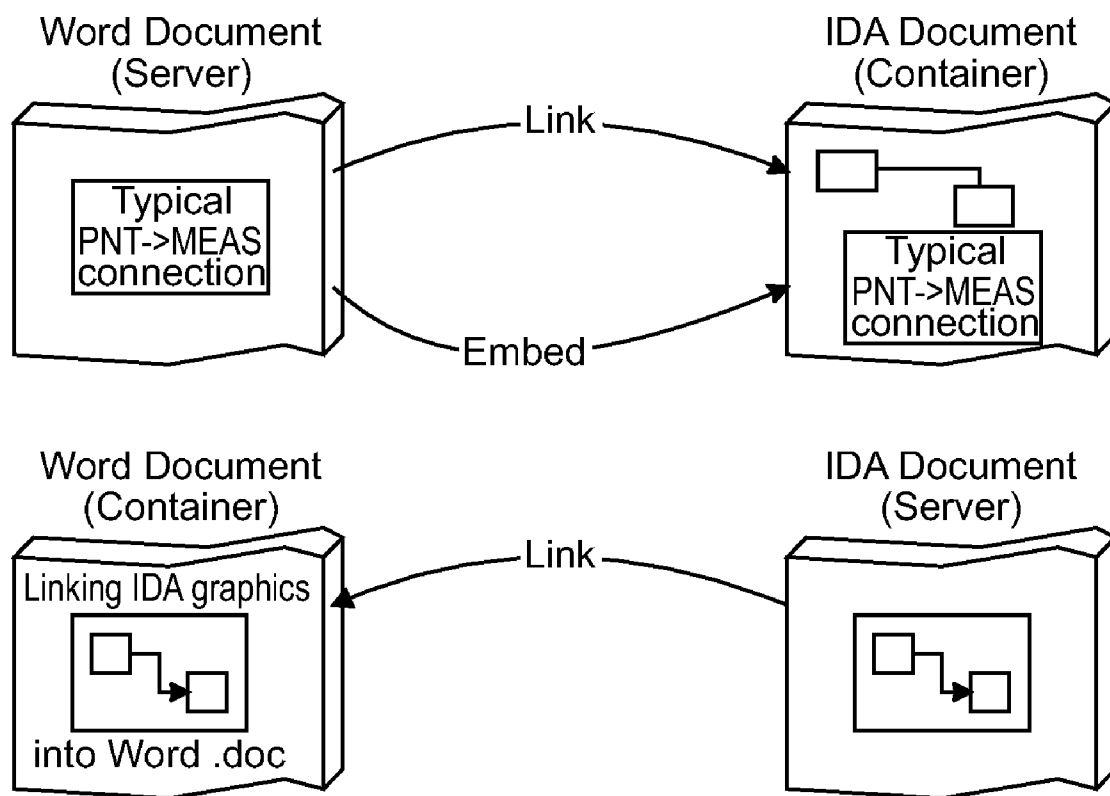 Word Document
(Server)
IDA Document
(Container)
Link
Typical
PNT->MEAS
connection
Typical
PNT->MEAS
connection
Embed
Word Document
(Container)
IDA Document
(Server)
Link
Linking IDA graphics
into Word .doc